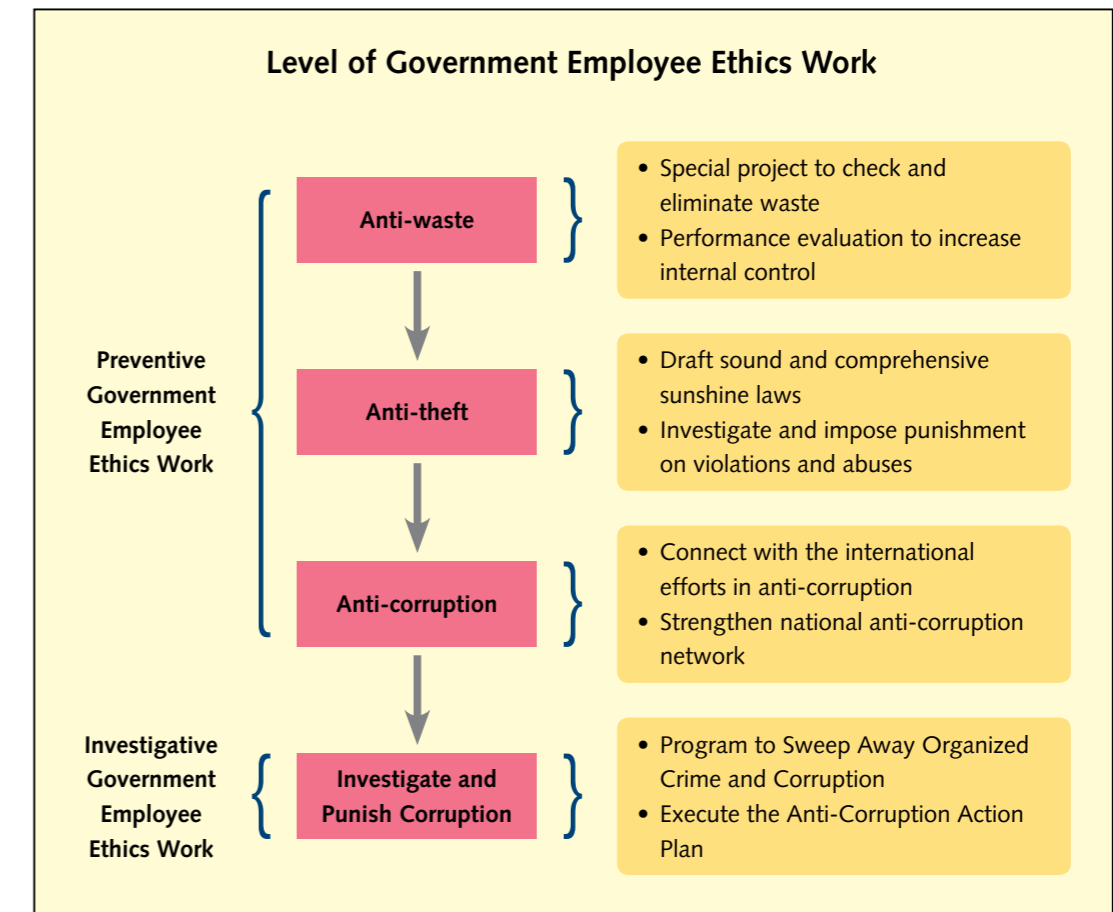 Level of Government Employee Ethics Work
Anti-waste
• Special project to check and
eliminate waste
• Performance evaluation to increase
internal control
Preventive
Government
Employee
Ethics Work
Anti-theft
• Draft sound and comprehensive
sunshine laws
• Investigate and impose punishment
on violations and abuses
Anti-corruption
• Connect with the international
efforts in anti-corruption
• Strengthen national anti-corruption
network
Investigative
Government
Employee
Ethics Work
Investigate and
Punish Corruption
• Program to Sweep Away Organized
Crime and Corruption
• Execute the Anti-Corruption Action
Plan